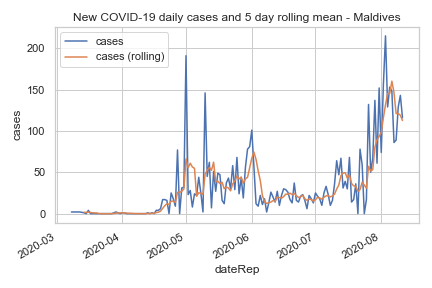 New COVID-19 daily cases and 5 day rolling mean - Maldives
cases
cases (rolling)
200
150
100
50
0
cases
2020-03
2020-04
2020-05
2020-06
2020-07
2020-08
dateRep